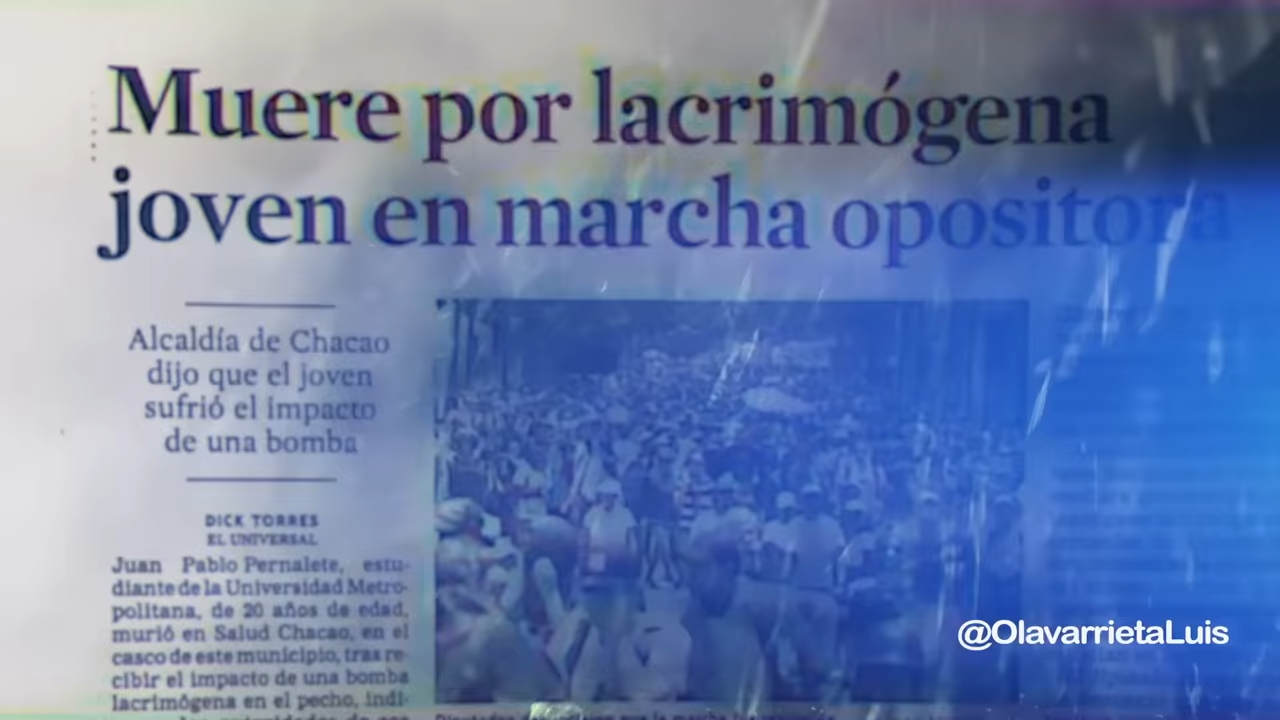 Muere por lacrimógena
joven en marcha opositora
Alcaldía de Chacao
dijo que el joven
sufrió el impacto
de una bomba
DICK TORRES
EL UNIVERSAL
Juan Pablo Pernalete, estu-
diante de la Universidad Metro-
politana, de 20 años de edad,
murió en Salud Chacao, en el
casco de este municipio, tras re-
cibir el impacto de una bomba
lacrimógena en el pecho, indi-
@OlavarrietaLuis